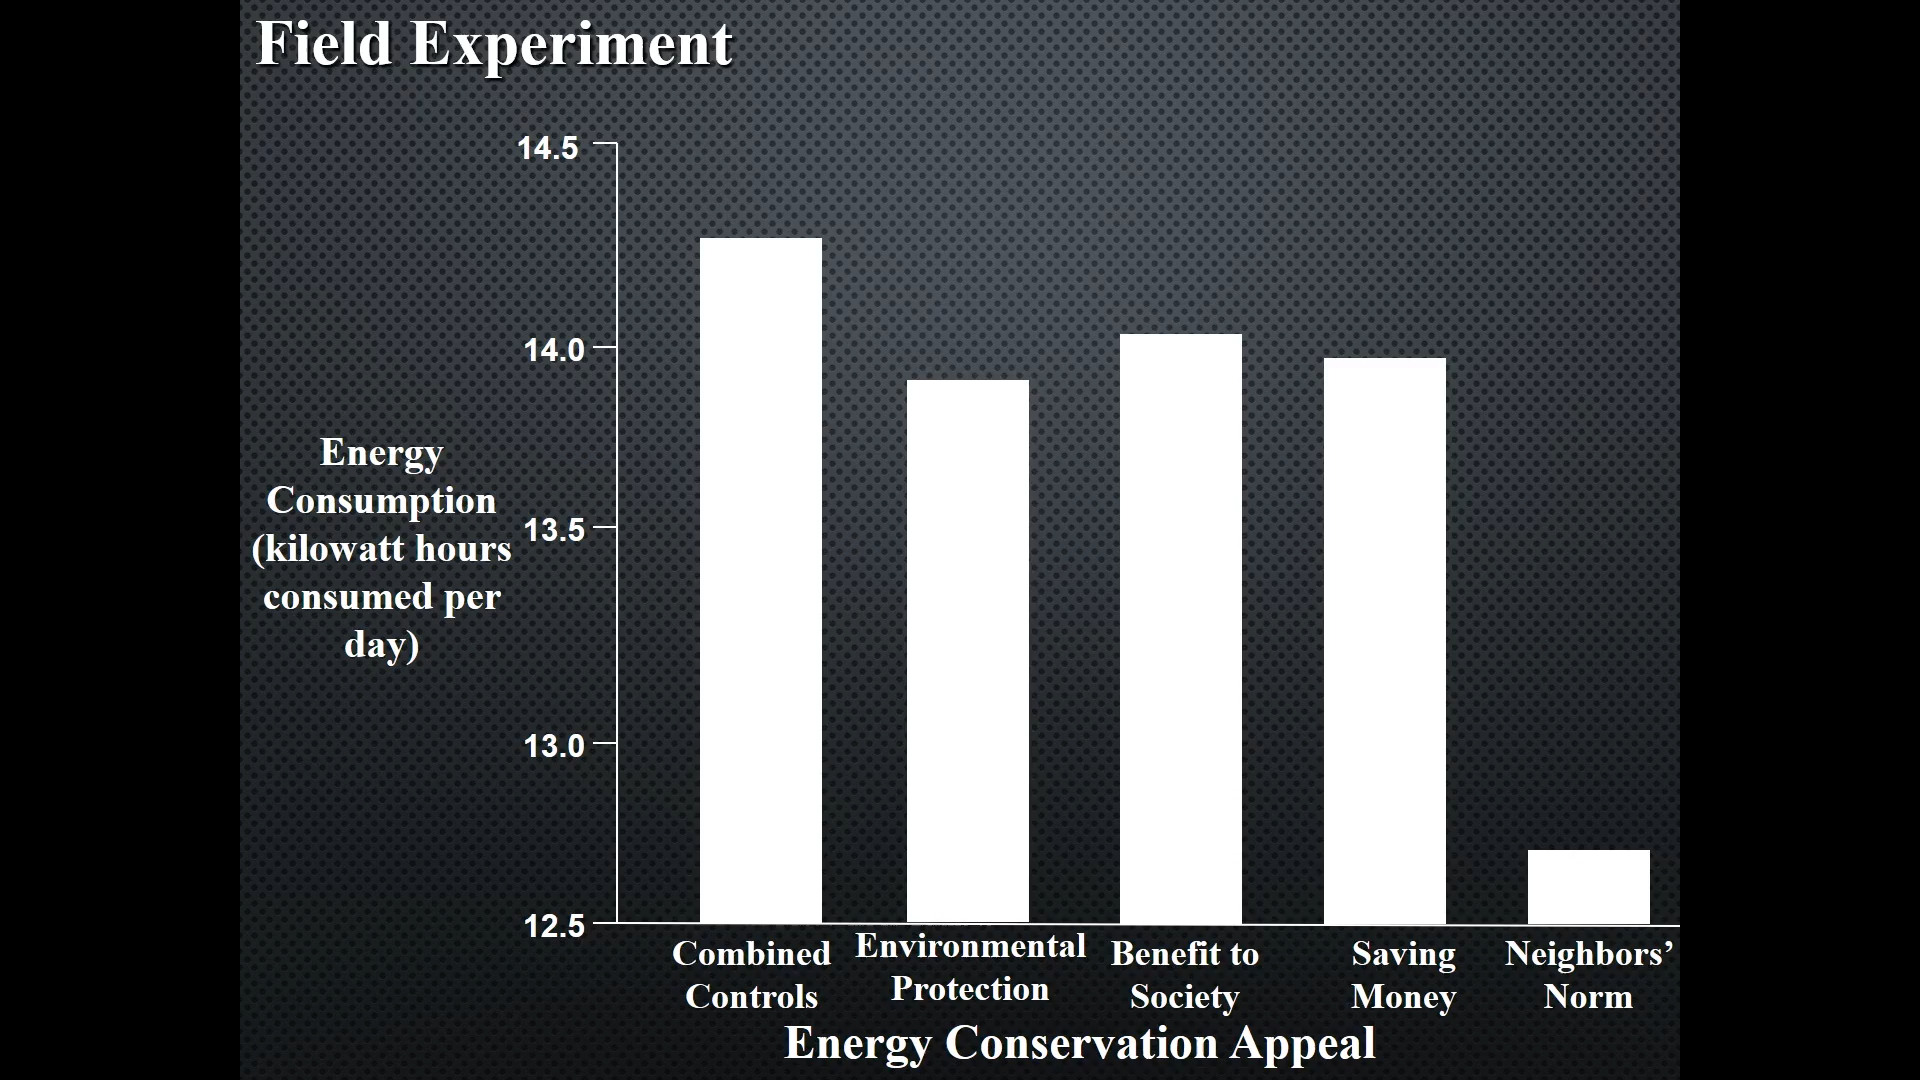 Field Experiment
14.5
14.0
13.5
13.0
12.5
Energy
Consumption
(kilowatt hours
consumed per
day)
Combined
Controls
Environmental
Protection
Benefit to
Society
Saving
Money
Neighbors’
Norm
Energy Conservation Appeal